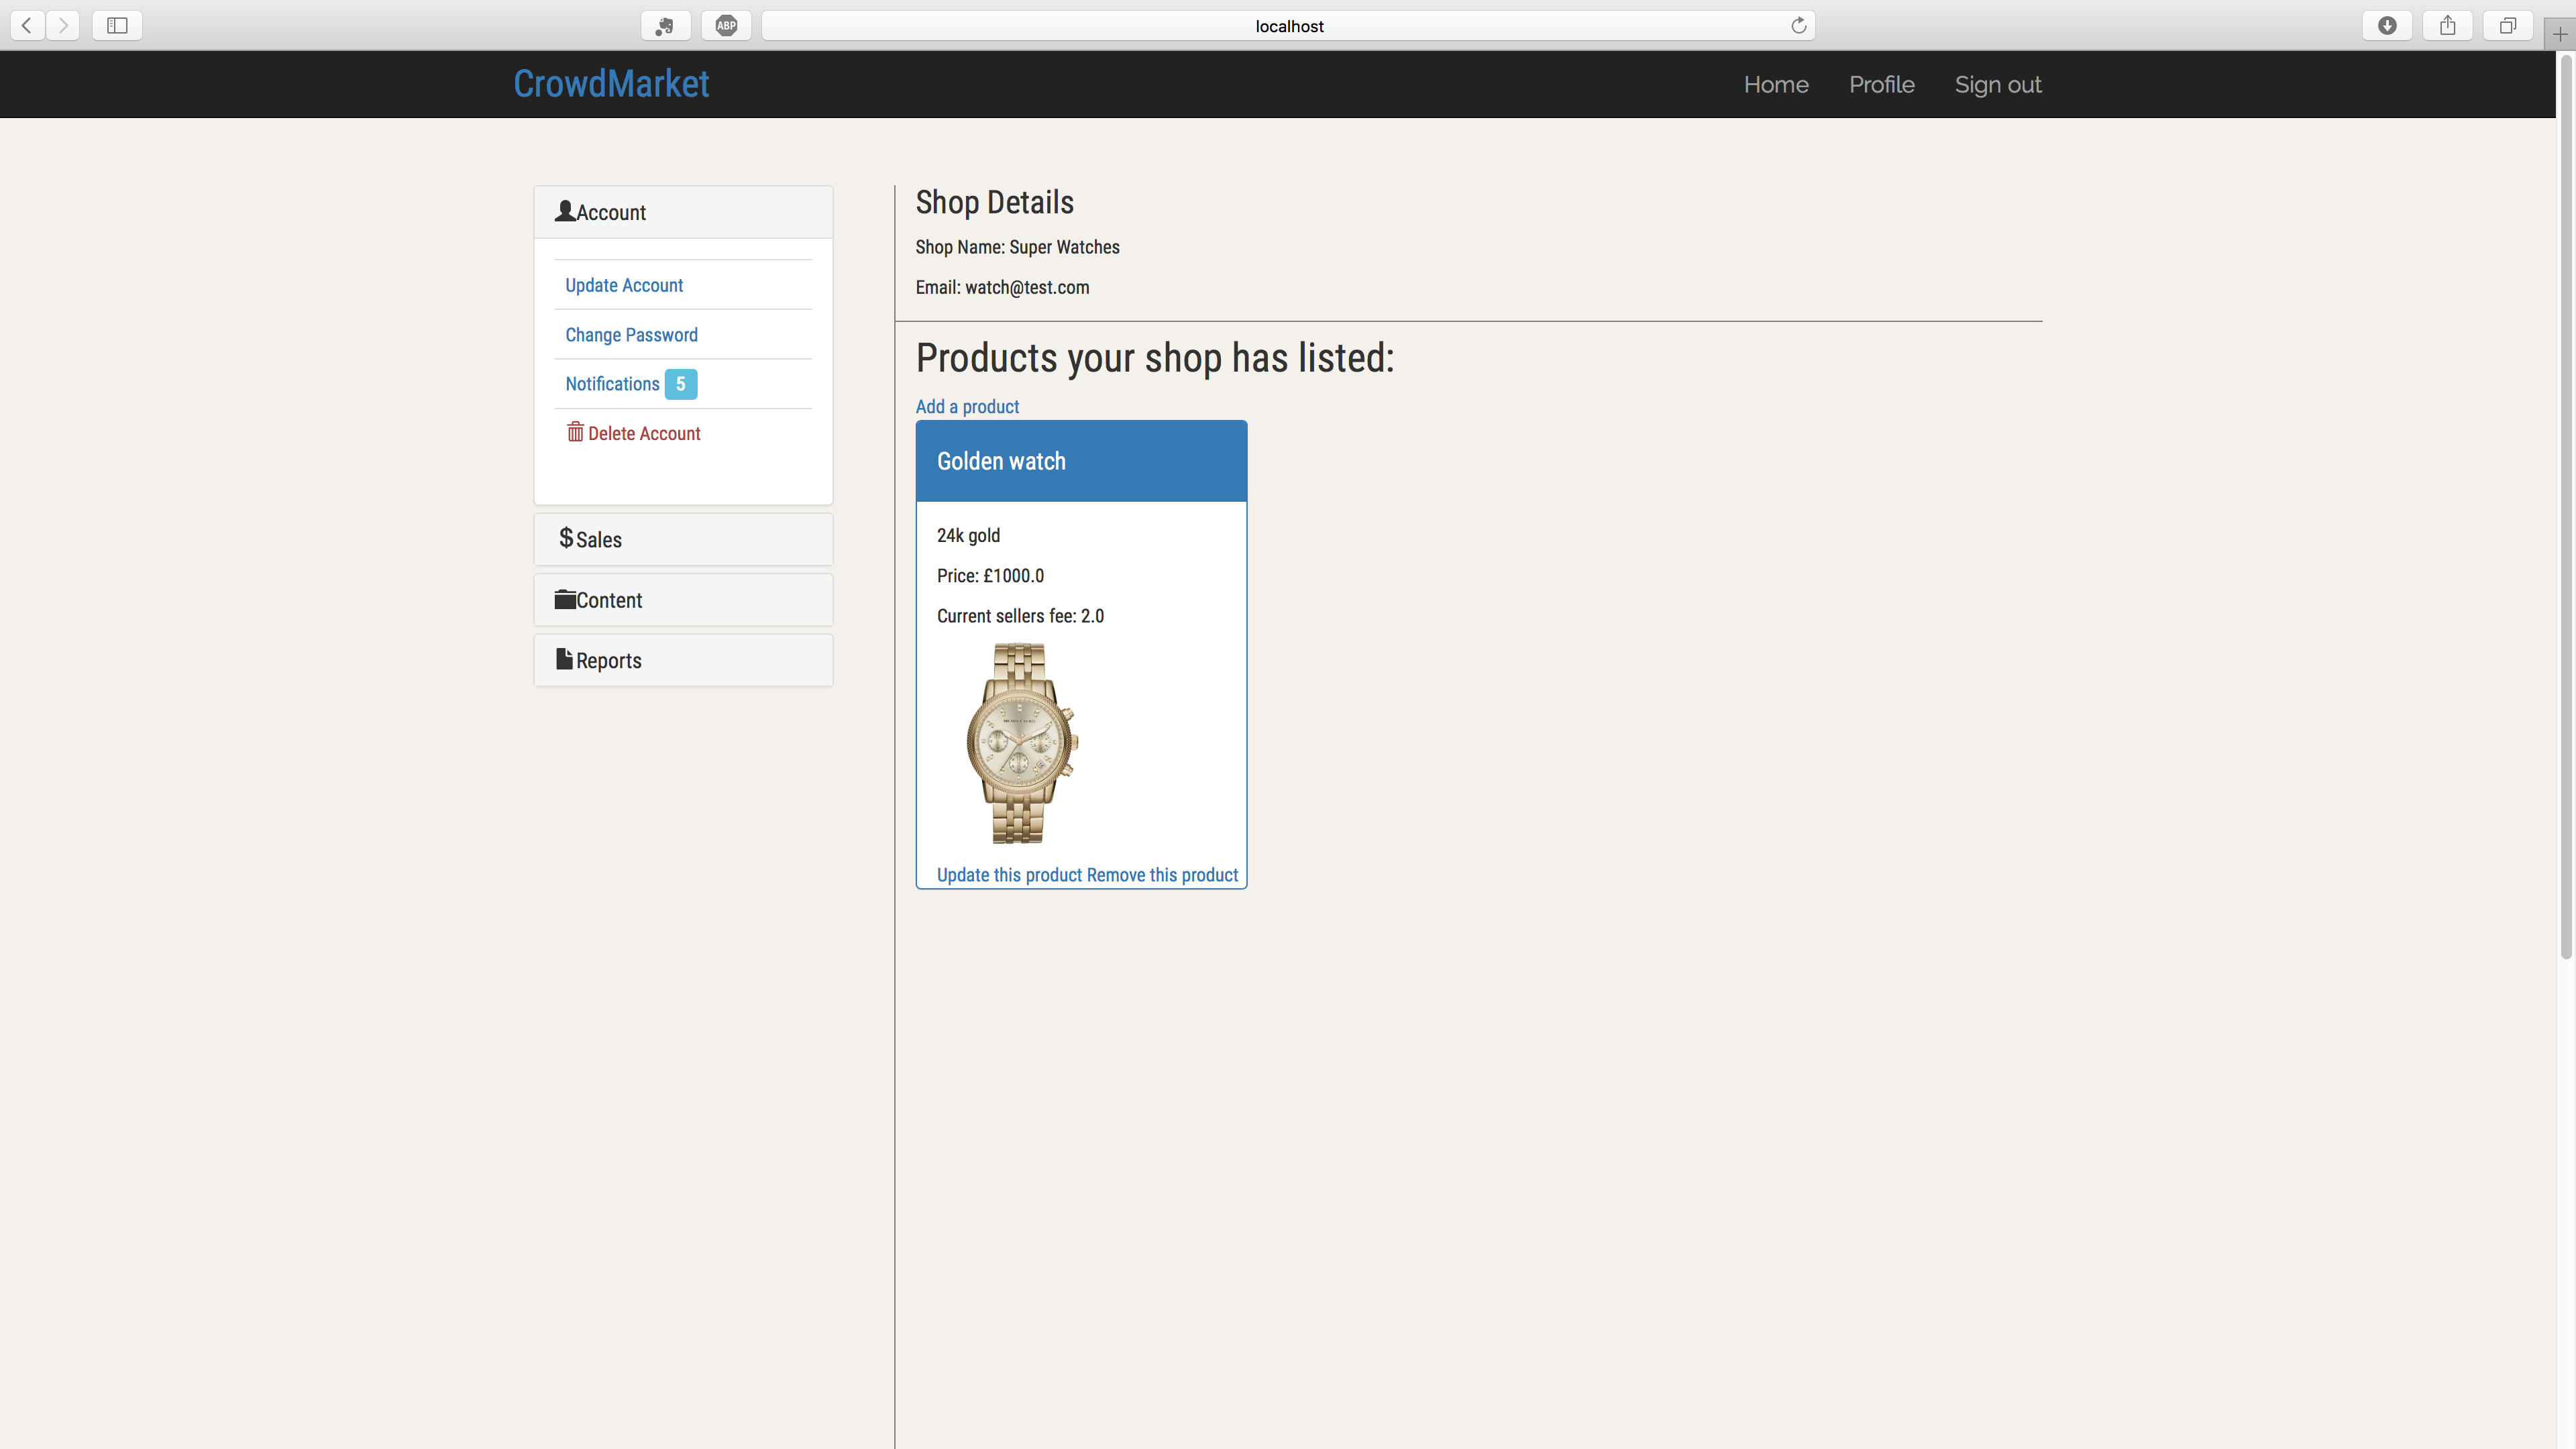 ABP
localhost
CrowdMarket
Home Profile Sign out
Account
Update Account
Change Password
Notifications 5
Delete Account
$ Sales
Content
Reports
Shop Details
Shop Name: Super Watches
Email: watch@test.com
Products your shop has listed:
Add a product
Golden watch
24k gold
Price: £1000.0
Current sellers fee: 2.0
Update this product Remove this product